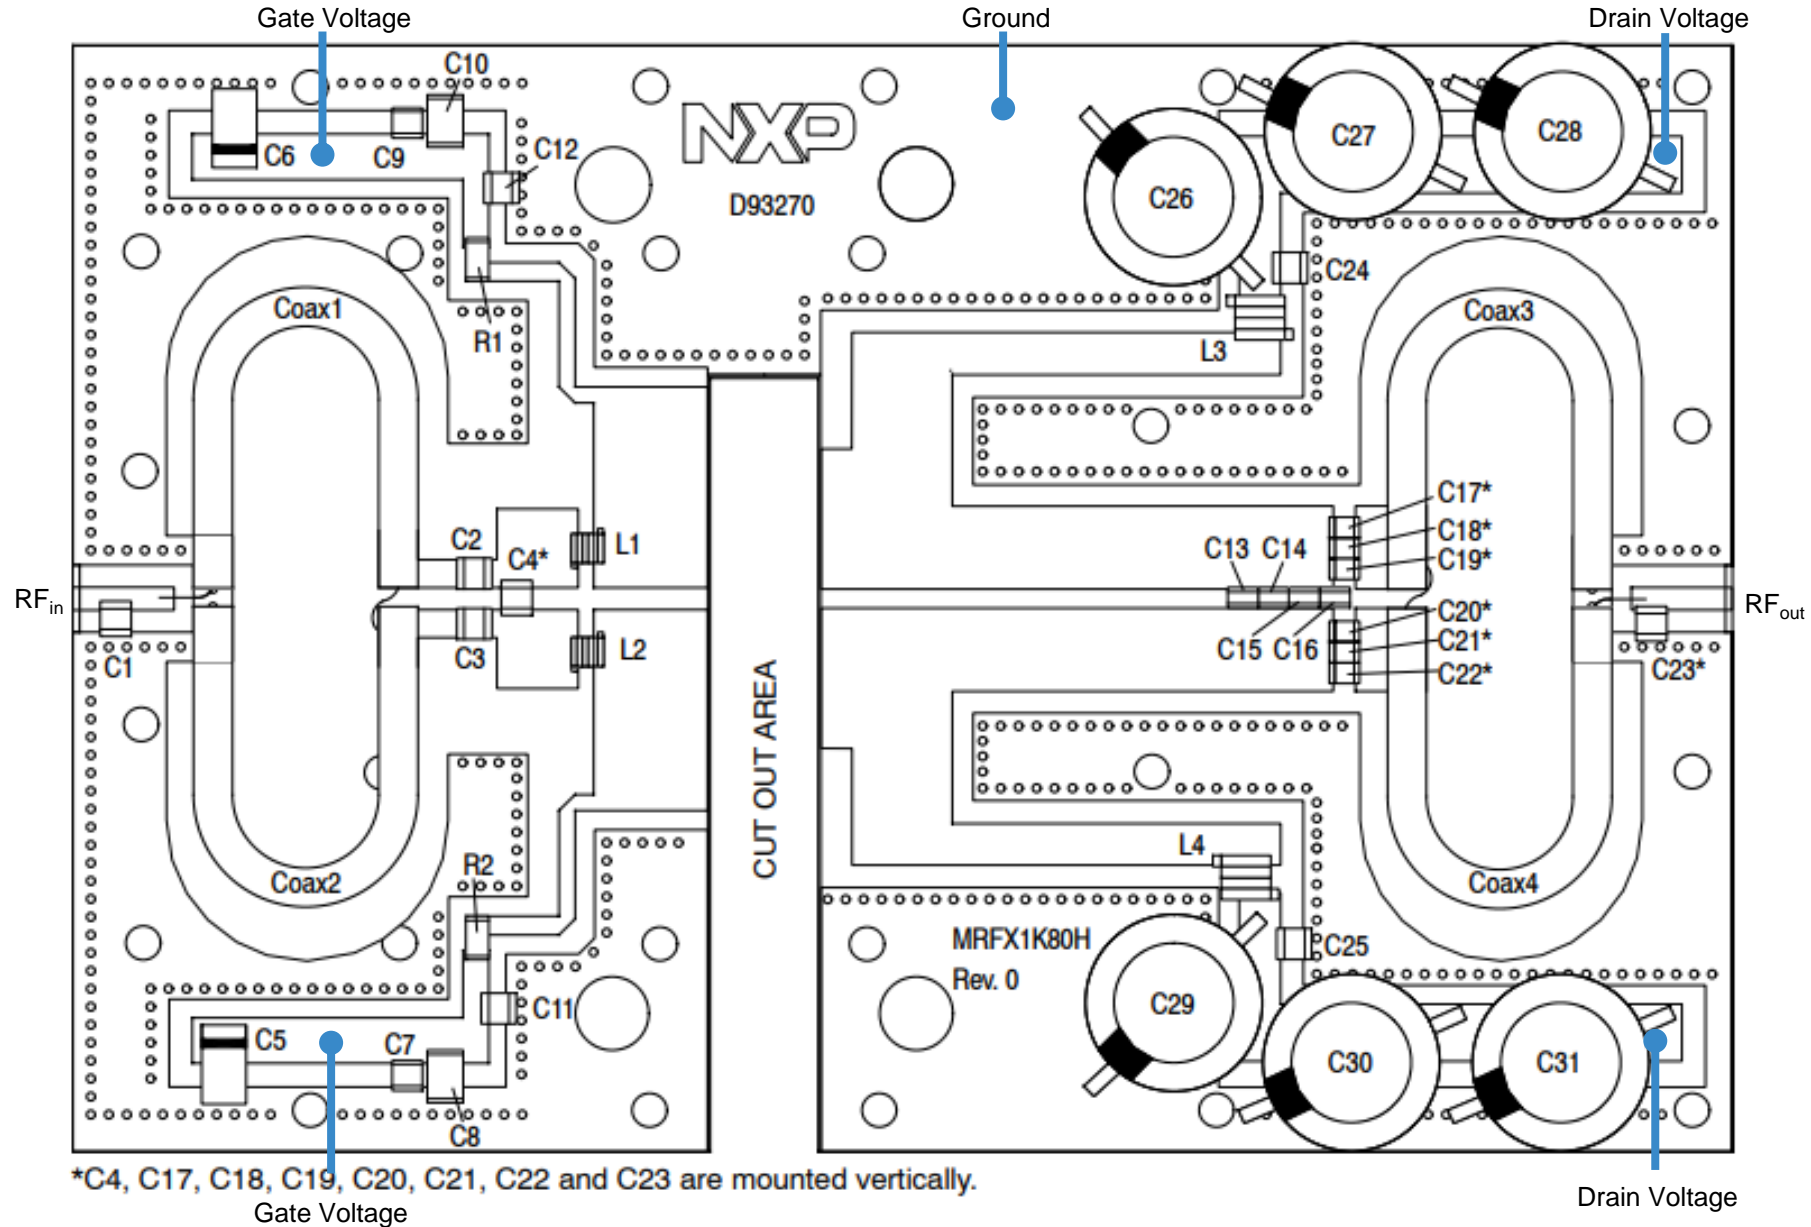 Gate Voltage
Ground
Drain Voltage
C10
NXP
C6
C9
C12
C27
C28
D93270
C26
C24
Coax1
R1
L3
Coax3
C2
C4*
L1
C13 C14
C17*
C18*
C19*
RFin
RFout
C1
C3
L2
C15 C16
C20*
C21*
C22*
C23*
CUT OUT AREA
L4
R2
Coax2
Coax4
MRFX1K80H
Rev. 0
C25
C29
C11
C5
C7
C8
C30
C31
*C4, C17, C18, C19, C20, C21, C22 and C23 are mounted vertically.
Gate Voltage
Drain Voltage